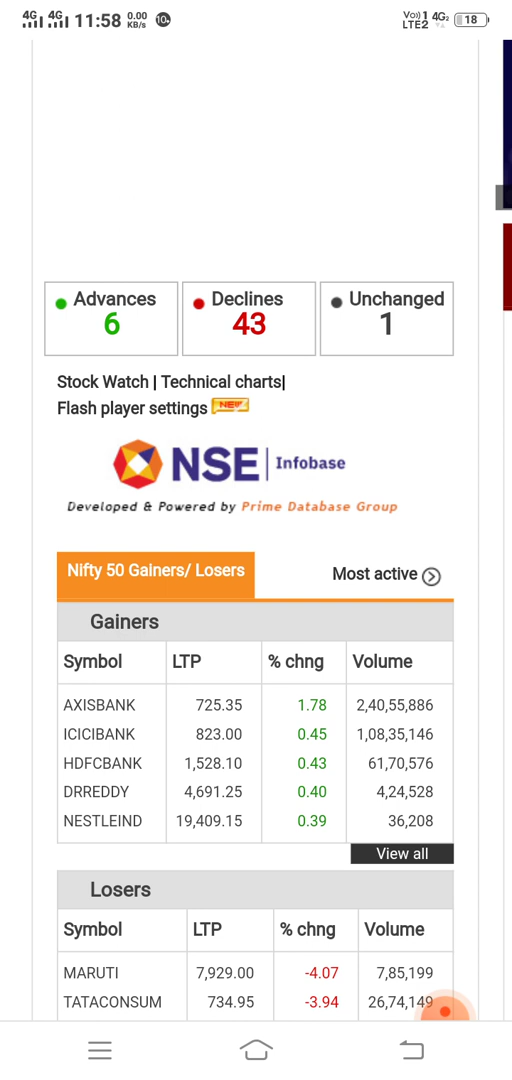 4G 4G 11:58 0.00 KB/s 10+ Vo)) 1 4G2 LTE2 18
Advances Declines Unchanged
6 43 1
Stock Watch | Technical charts|
Flash player settings NEW
NSE | Infobase
Developed & Powered by Prime Database Group
Nifty 50 Gainers/ Losers Most active
Gainers
Symbol LTP % chng Volume
AXISBANK 725.35 1.78 2,40,55,886
ICICIBANK 823.00 0.45 1,08,35,146
HDFCBANK 1,528.10 0.43 61,70,576
DRREDDY 4,691.25 0.40 4,24,528
NESTLEIND 19,409.15 0.39 36,208
View all
Losers
Symbol LTP % chng Volume
MARUTI 7,929.00 -4.07 7,85,199
TATACONSUM 734.95 -3.94 26,74,149